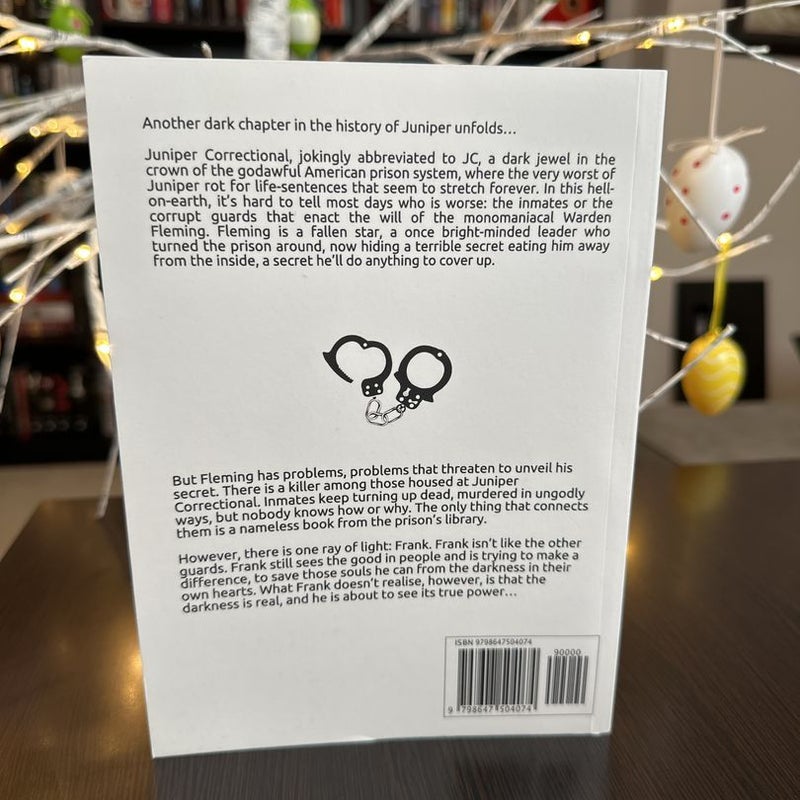 Another dark chapter in the history of Juniper unfolds...
Juniper Correctional, jokingly abbreviated to JC, a dark jewel in the
crown of the godawful American prison system, where the very worst of
Juniper rot for life-sentences that seem to stretch forever. In this hell-
on-earth, it's hard to tell most days who is worse: the inmates or the
corrupt guards that enact the will of the monomaniacal Warden
Fleming. Fleming is a fallen star, a once bright-minded leader who
turned the prison around, now hiding a terrible secret eating him away
from the inside, a secret he'll do anything to cover up.
But Fleming has problems, problems that threaten to unveil his
secret. There is a killer among those housed at Juniper
Correctional. Inmates keep turning up dead, murdered in ungodly
ways, but nobody knows how or why. The only thing that connects
them is a nameless book from the prison's library.
However, there is one ray of light: Frank. Frank isn't like the other
guards. Frank still sees the good in people and is trying to make a
difference, to save those souls he can from the darkness in their
own hearts. What Frank doesn't realise, however, is that the
darkness is real, and he is about to see its true power...
ISBN 9798647504074
90000
9 798647 504074